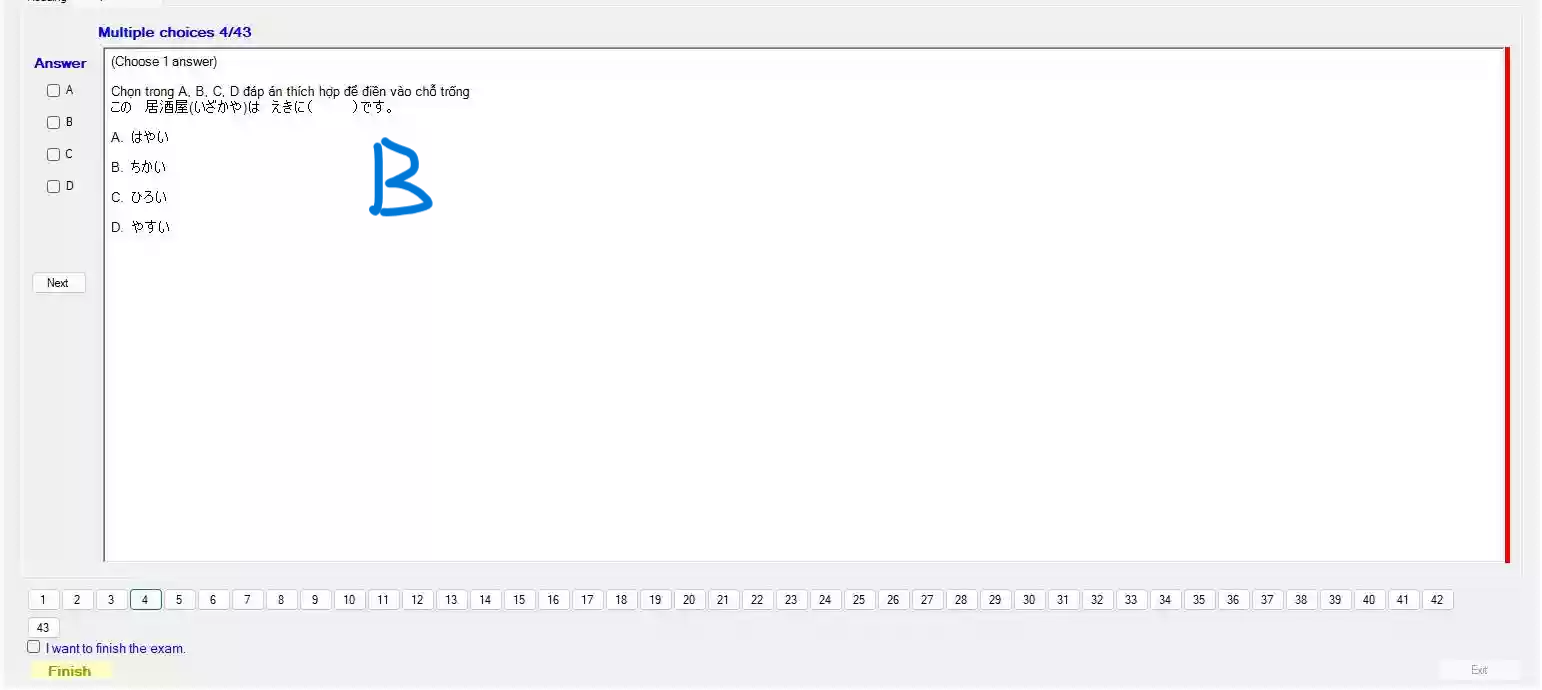 Multiple choices 4/43
Answer
(Choose 1 answer)
A
Chọn trong A, B, C, D đáp án thích hợp để điền vào chỗ trống
この 居酒屋(いざかや)は えきに( )です。
B
A. はやい
C
B. ちかい
B
D
C. ひろい
D. やすい
Next
1 2 3 4 5 6 7 8 9 10 11 12 13 14 15 16 17 18 19 20 21 22 23 24 25 26 27 28 29 30 31 32 33 34 35 36 37 38 39 40 41 42
43
I want to finish the exam.
Finish
Exit